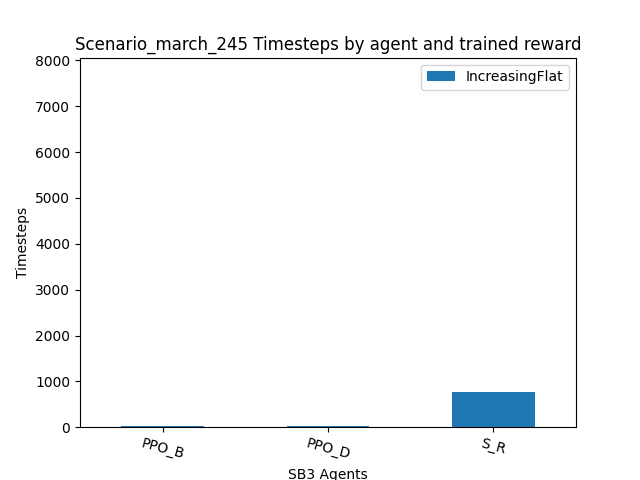 Scenario_march_245 Timesteps by agent and trained reward
IncreasingFlat
8000
7000
6000
5000
4000
3000
2000
1000
0
Timesteps
PPO_B
PPO_D
S_R
SB3 Agents